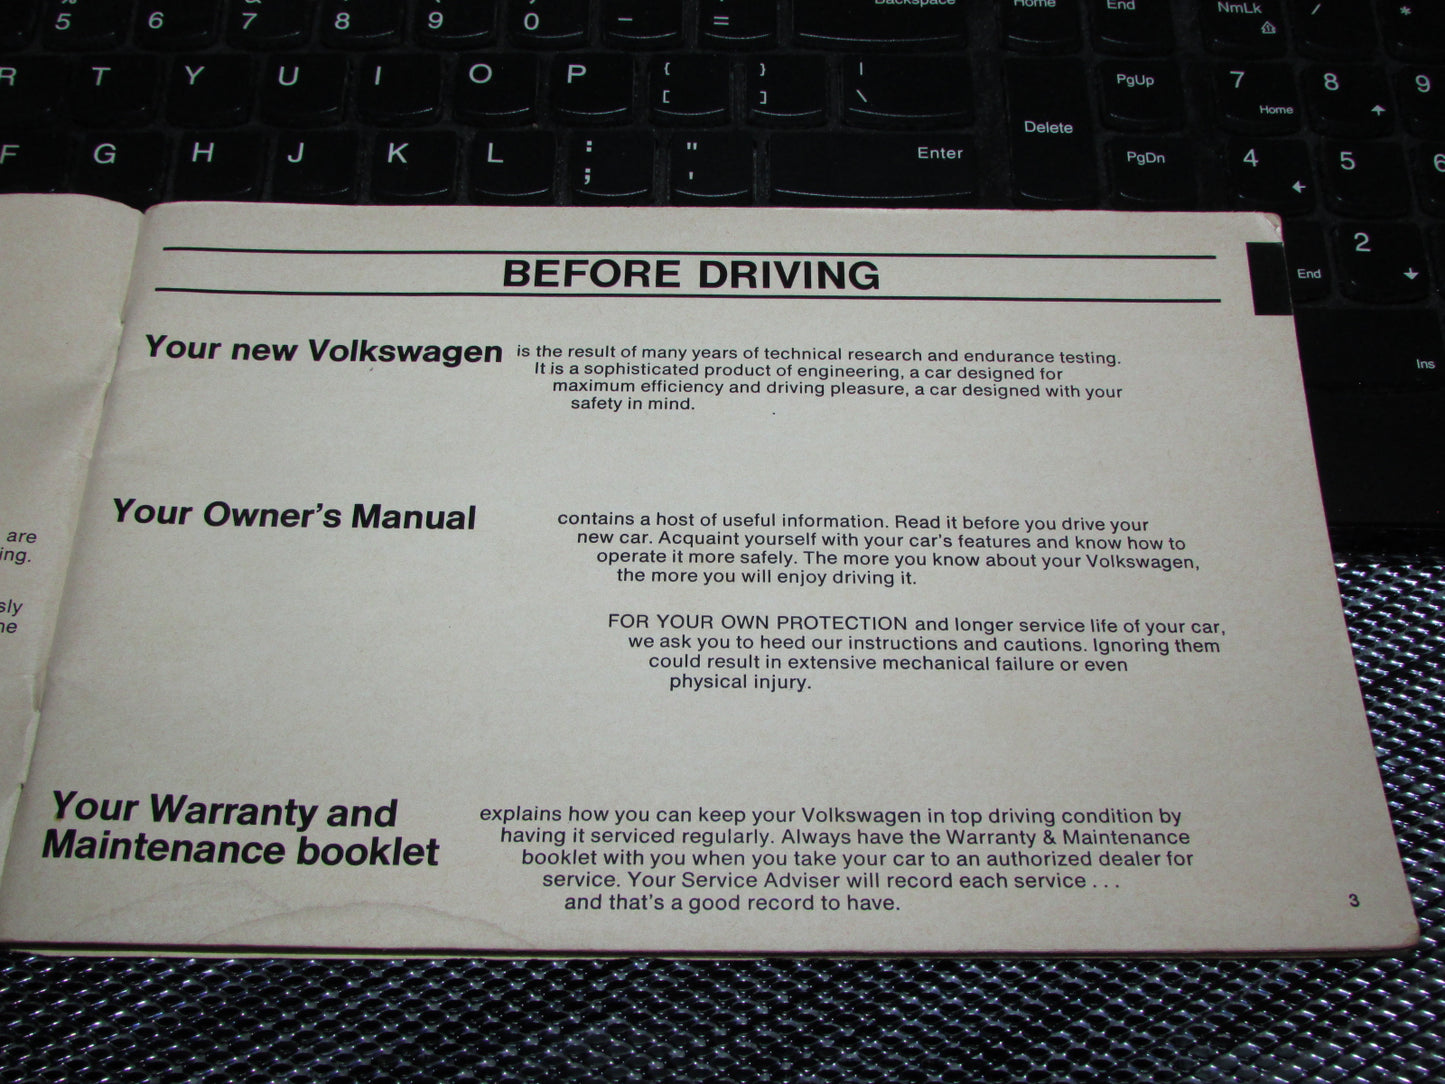 % & ( ) Backspace Home End NmLk / *
5 6 7 8 9 0 - =
R T Y U I O P { [ } ] | \ Delete PgUp 7 Home 8 9
F G H J K L : ; " ' Enter PgDn 4 5 6
End 2
Ins
are
ing.
sly
ne
BEFORE DRIVING
Your new Volkswagen is the result of many years of technical research and endurance testing.
It is a sophisticated product of engineering, a car designed for
maximum efficiency and driving pleasure, a car designed with your
safety in mind.
Your Owner's Manual contains a host of useful information. Read it before you drive your
new car. Acquaint yourself with your car's features and know how to
operate it more safely. The more you know about your Volkswagen,
the more you will enjoy driving it.
FOR YOUR OWN PROTECTION and longer service life of your car,
we ask you to heed our instructions and cautions. Ignoring them
could result in extensive mechanical failure or even
physical injury.
Your Warranty and
Maintenance booklet
explains how you can keep your Volkswagen in top driving condition by
having it serviced regularly. Always have the Warranty & Maintenance
booklet with you when you take your car to an authorized dealer for
service. Your Service Adviser will record each service . . .
and that's a good record to have.
3